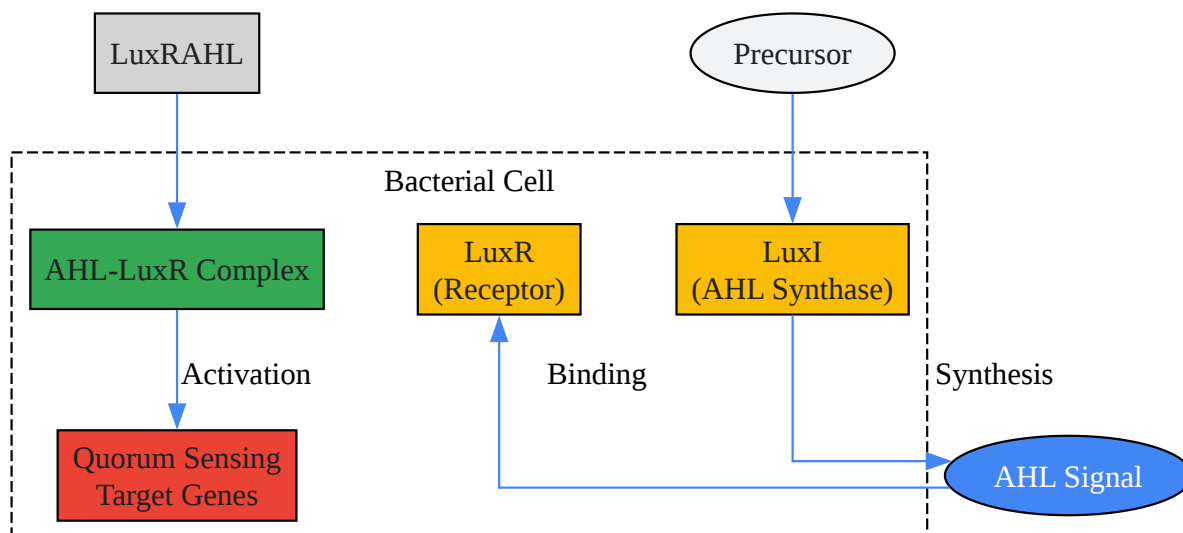 LuxRAHL
Precursor
Bacterial Cell
AHL-LuxR Complex
LuxR
(Receptor)
LuxI
(AHL Synthase)
Activation
Binding
Synthesis
Quorum Sensing
Target Genes
AHL Signal